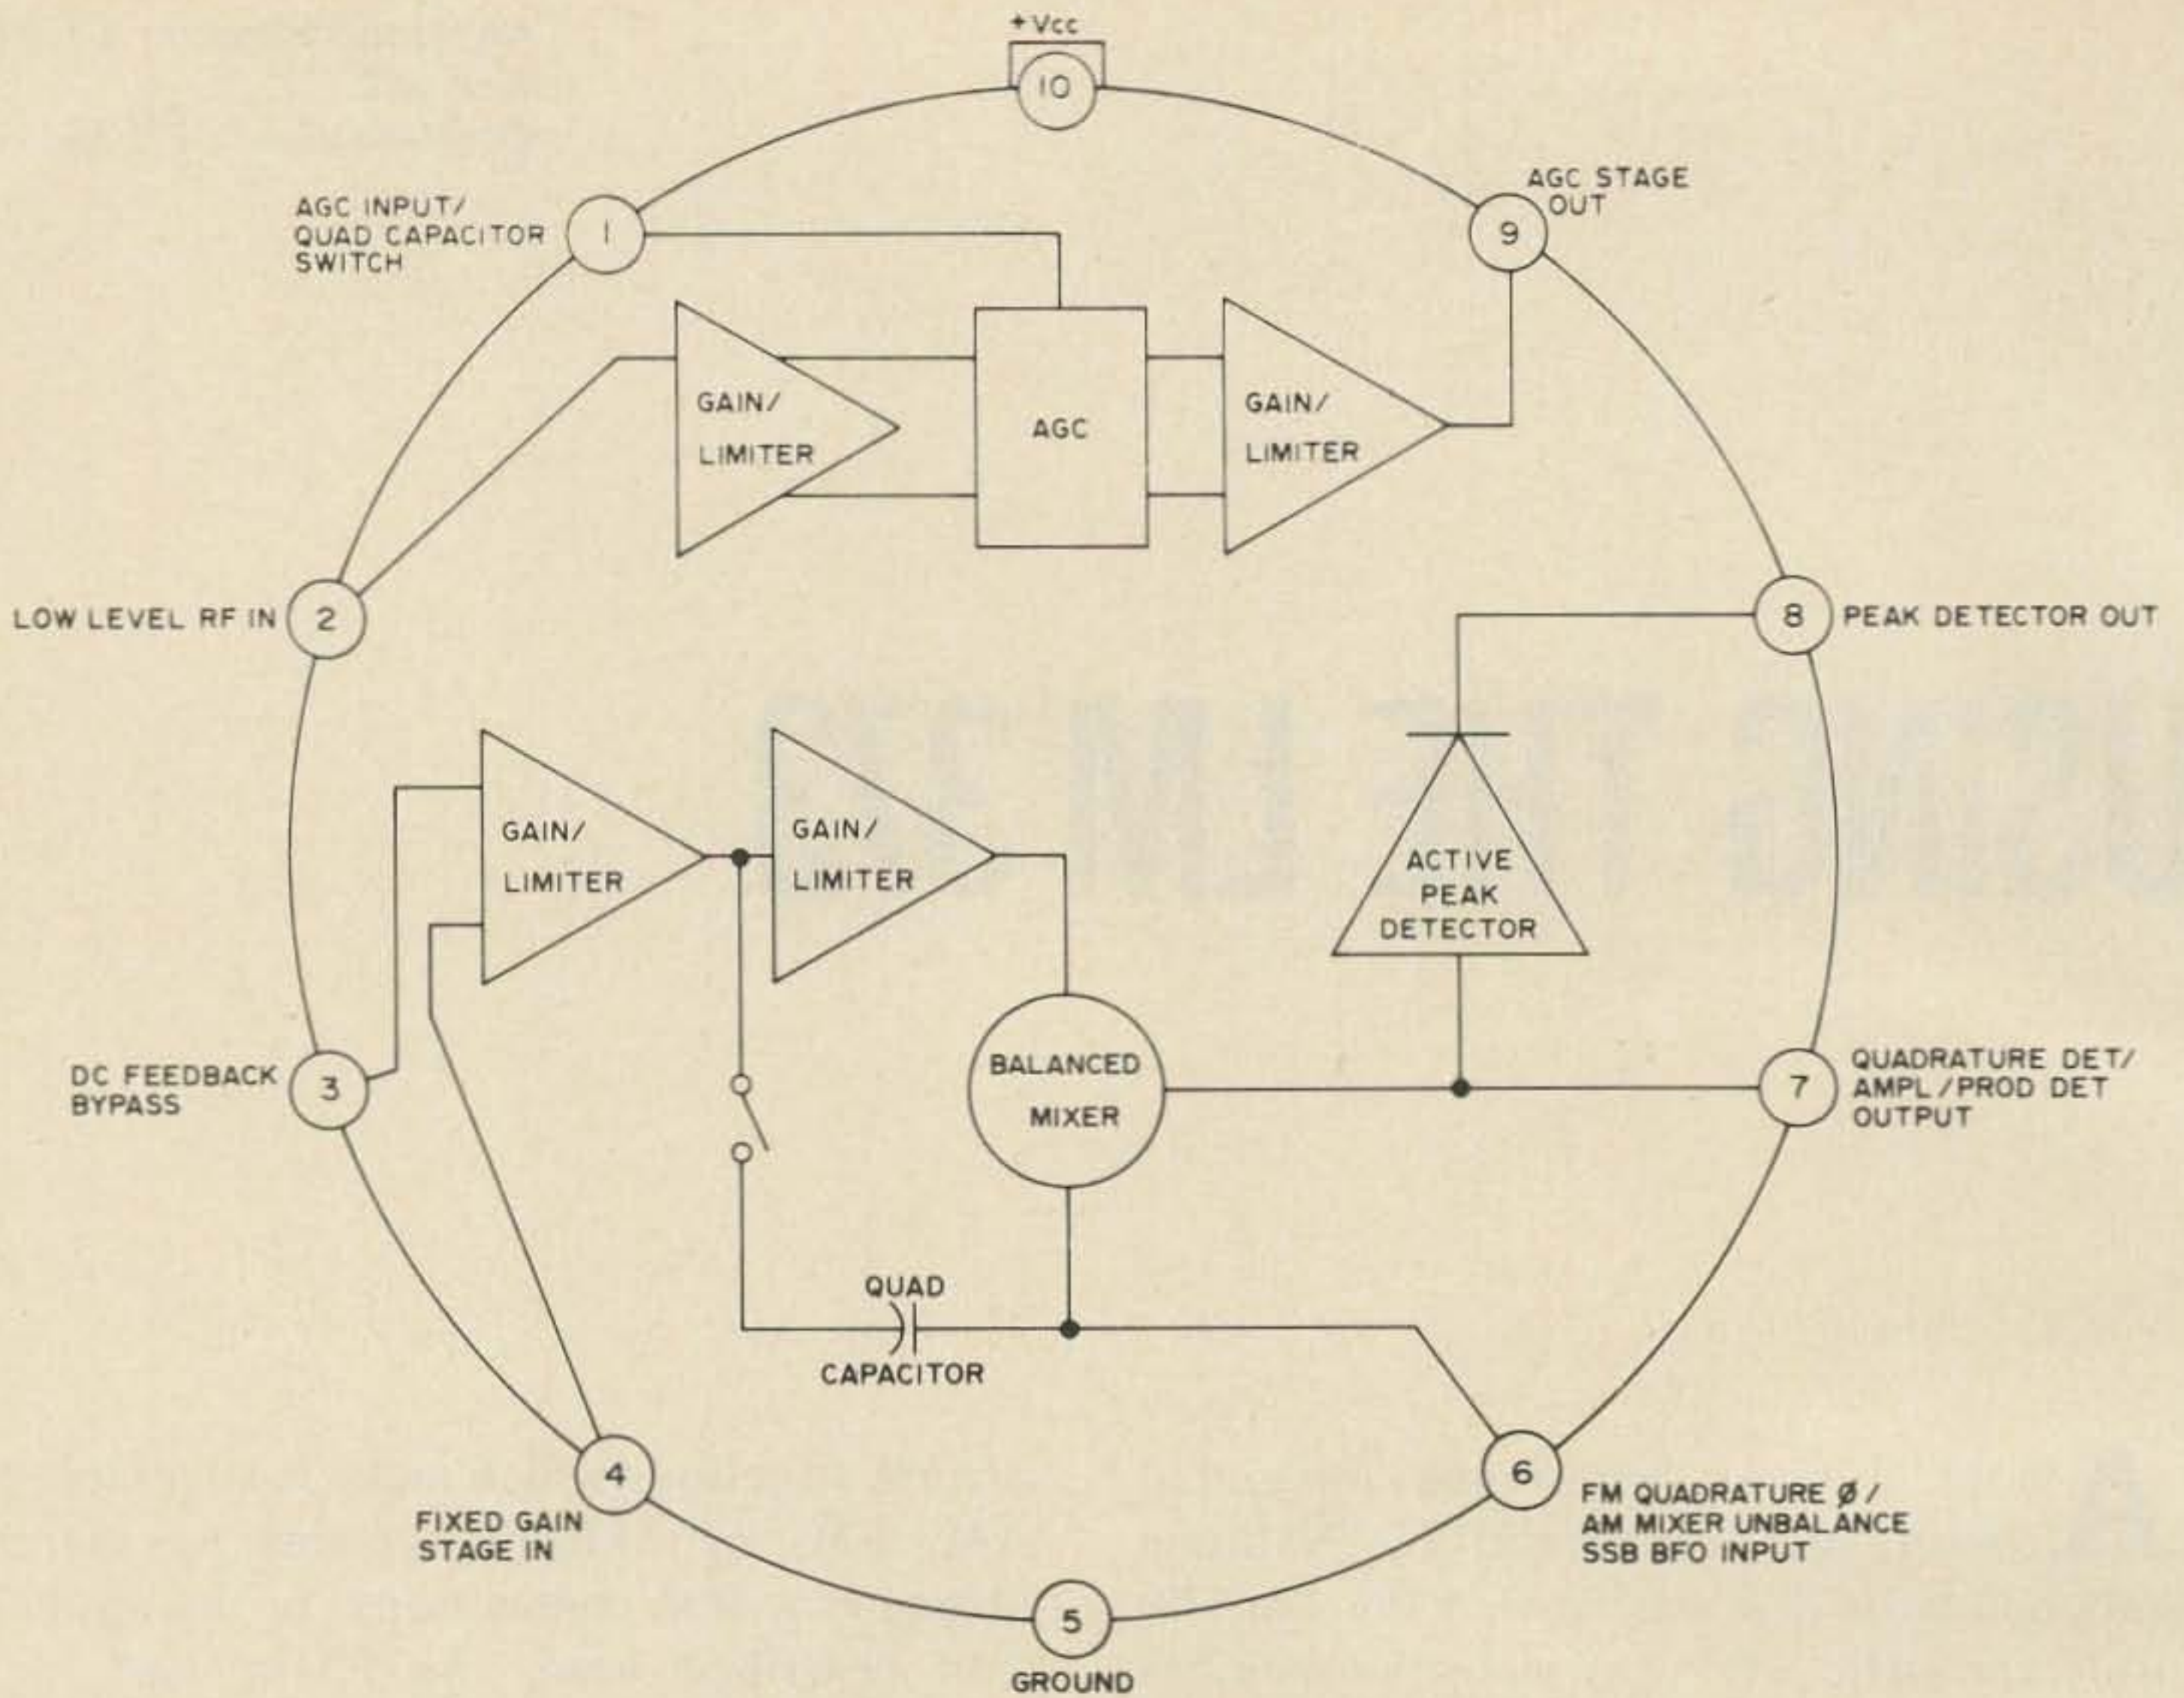 +Vcc
10
AGC INPUT/
QUAD CAPACITOR
SWITCH
1
9
AGC STAGE
OUT
GAIN/
LIMITER
AGC
GAIN/
LIMITER
LOW LEVEL RF IN
2
8
PEAK DETECTOR OUT
GAIN/
LIMITER
GAIN/
LIMITER
ACTIVE
PEAK
DETECTOR
DC FEEDBACK
BYPASS
3
BALANCED
MIXER
7
QUADRATURE DET/
AMPL/PROD DET
OUTPUT
QUAD
CAPACITOR
4
FIXED GAIN
STAGE IN
6
FM QUADRATURE Ø/
AM MIXER UNBALANCE
SSB BFO INPUT
5
GROUND